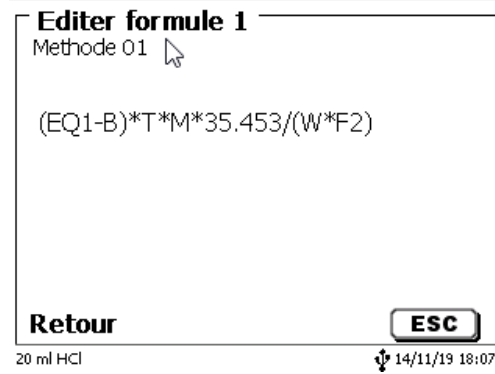 Editer formule 1
Methode 01
(EQ1-B)*T*M*35.453/(W*F2)
Retour
ESC
20 ml HCl
14/11/19 18:07